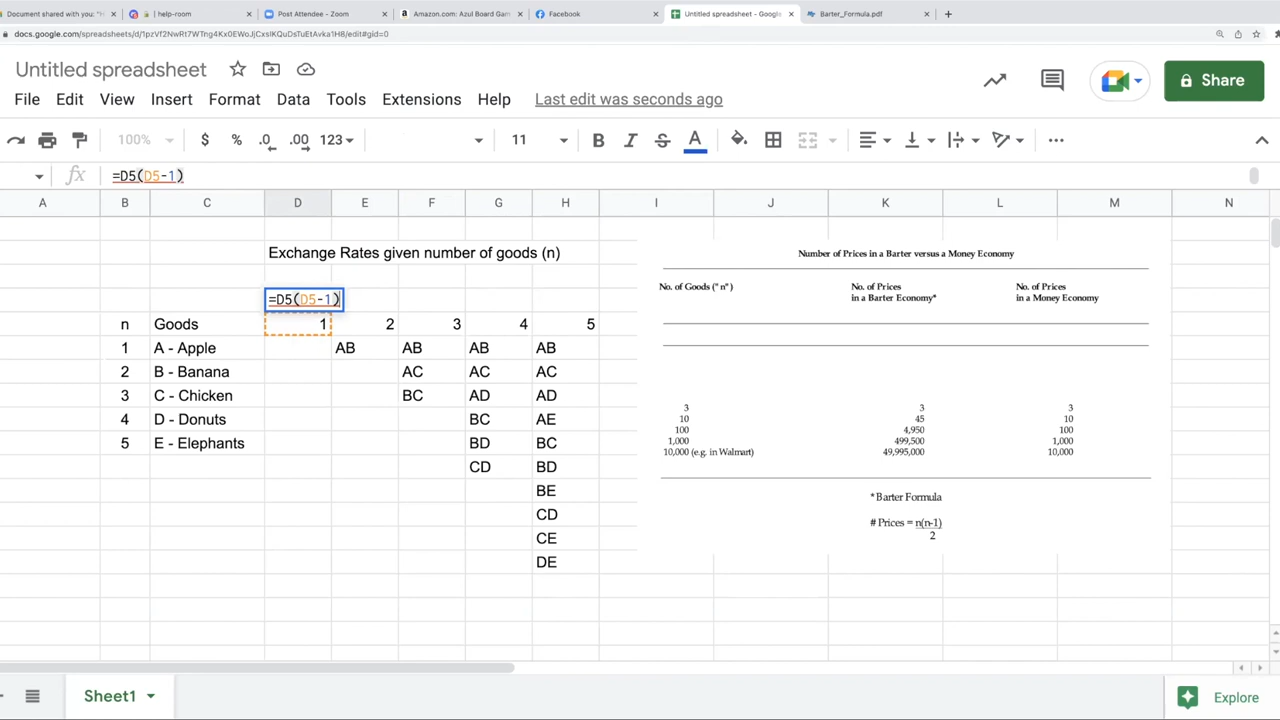 Document shared with you: "H
help-room
Post Attendee - Zoom
Amazon.com: Azul Board Gam
Facebook
Untitled spreadsheet - Google
Barter_Formula.pdf
Untitled spreadsheet
File Edit View Insert Format Data Tools Extensions Help Last edit was seconds ago
Share
100% $ % .0 .00 123 11 B I S A
fx =D5(D5-1)
A B C D E F G H I J K L M N
Exchange Rates given number of goods (n)
=D5(D5-1)
n Goods 1 2 3 4 5
1 A - Apple AB AB AB AB
2 B - Banana AC AC AC
3 C - Chicken BC AD AD
4 D - Donuts BC AE
5 E - Elephants BD BC
CD BD
BE
CD
CE
DE
Number of Prices in a Barter versus a Money Economy
No. of Goods ("n") No. of Prices No. of Prices
in a Barter Economy* in a Money Economy
3 3 3
10 45 10
100 4,950 100
1,000 499,500 1,000
10,000 (e.g. in Walmart) 49,995,000 10,000
*Barter Formula
# Prices = n(n-1)
2
Sheet1
Explore